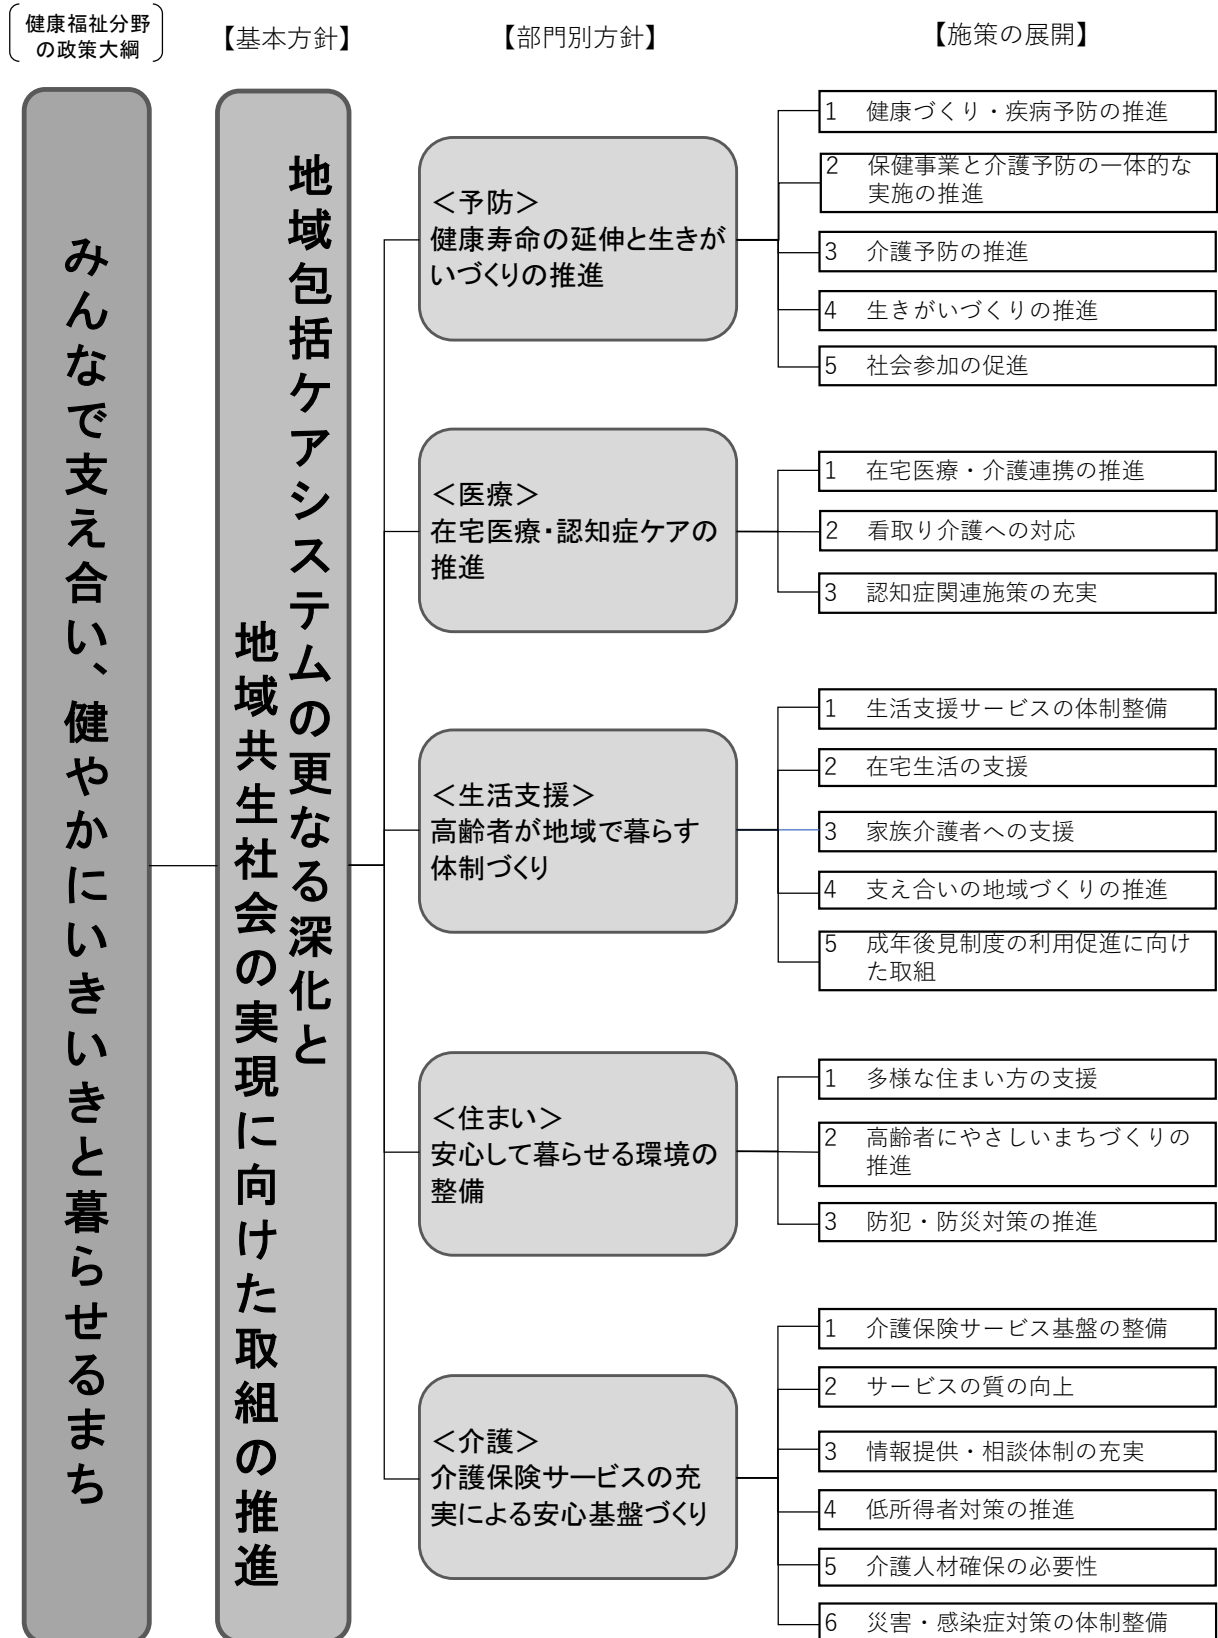 健康福祉分野
の政策大綱
【基本方針】
【部門別方針】
【施策の展開】
みんなで支え合い、健やかにいきいきと暮らせるまち
地域包括ケアシステムの更なる深化と
地域共生社会の実現に向けた取組の推進
＜予防＞
健康寿命の延伸と生きが
いづくりの推進
1 健康づくり・疾病予防の推進
2 保健事業と介護予防の一体的な
実施の推進
3 介護予防の推進
4 生きがいづくりの推進
5 社会参加の促進
＜医療＞
在宅医療・認知症ケアの
推進
1 在宅医療・介護連携の推進
2 看取り介護への対応
3 認知症関連施策の充実
＜生活支援＞
高齢者が地域で暮らす
体制づくり
1 生活支援サービスの体制整備
2 在宅生活の支援
3 家族介護者への支援
4 支え合いの地域づくりの推進
5 成年後見制度の利用促進に向け
た取組
＜住まい＞
安心して暮らせる環境の
整備
1 多様な住まい方の支援
2 高齢者にやさしいまちづくりの
推進
3 防犯・防災対策の推進
＜介護＞
介護保険サービスの充
実による安心基盤づくり
1 介護保険サービス基盤の整備
2 サービスの質の向上
3 情報提供・相談体制の充実
4 低所得者対策の推進
5 介護人材確保の必要性
6 災害・感染症対策の体制整備